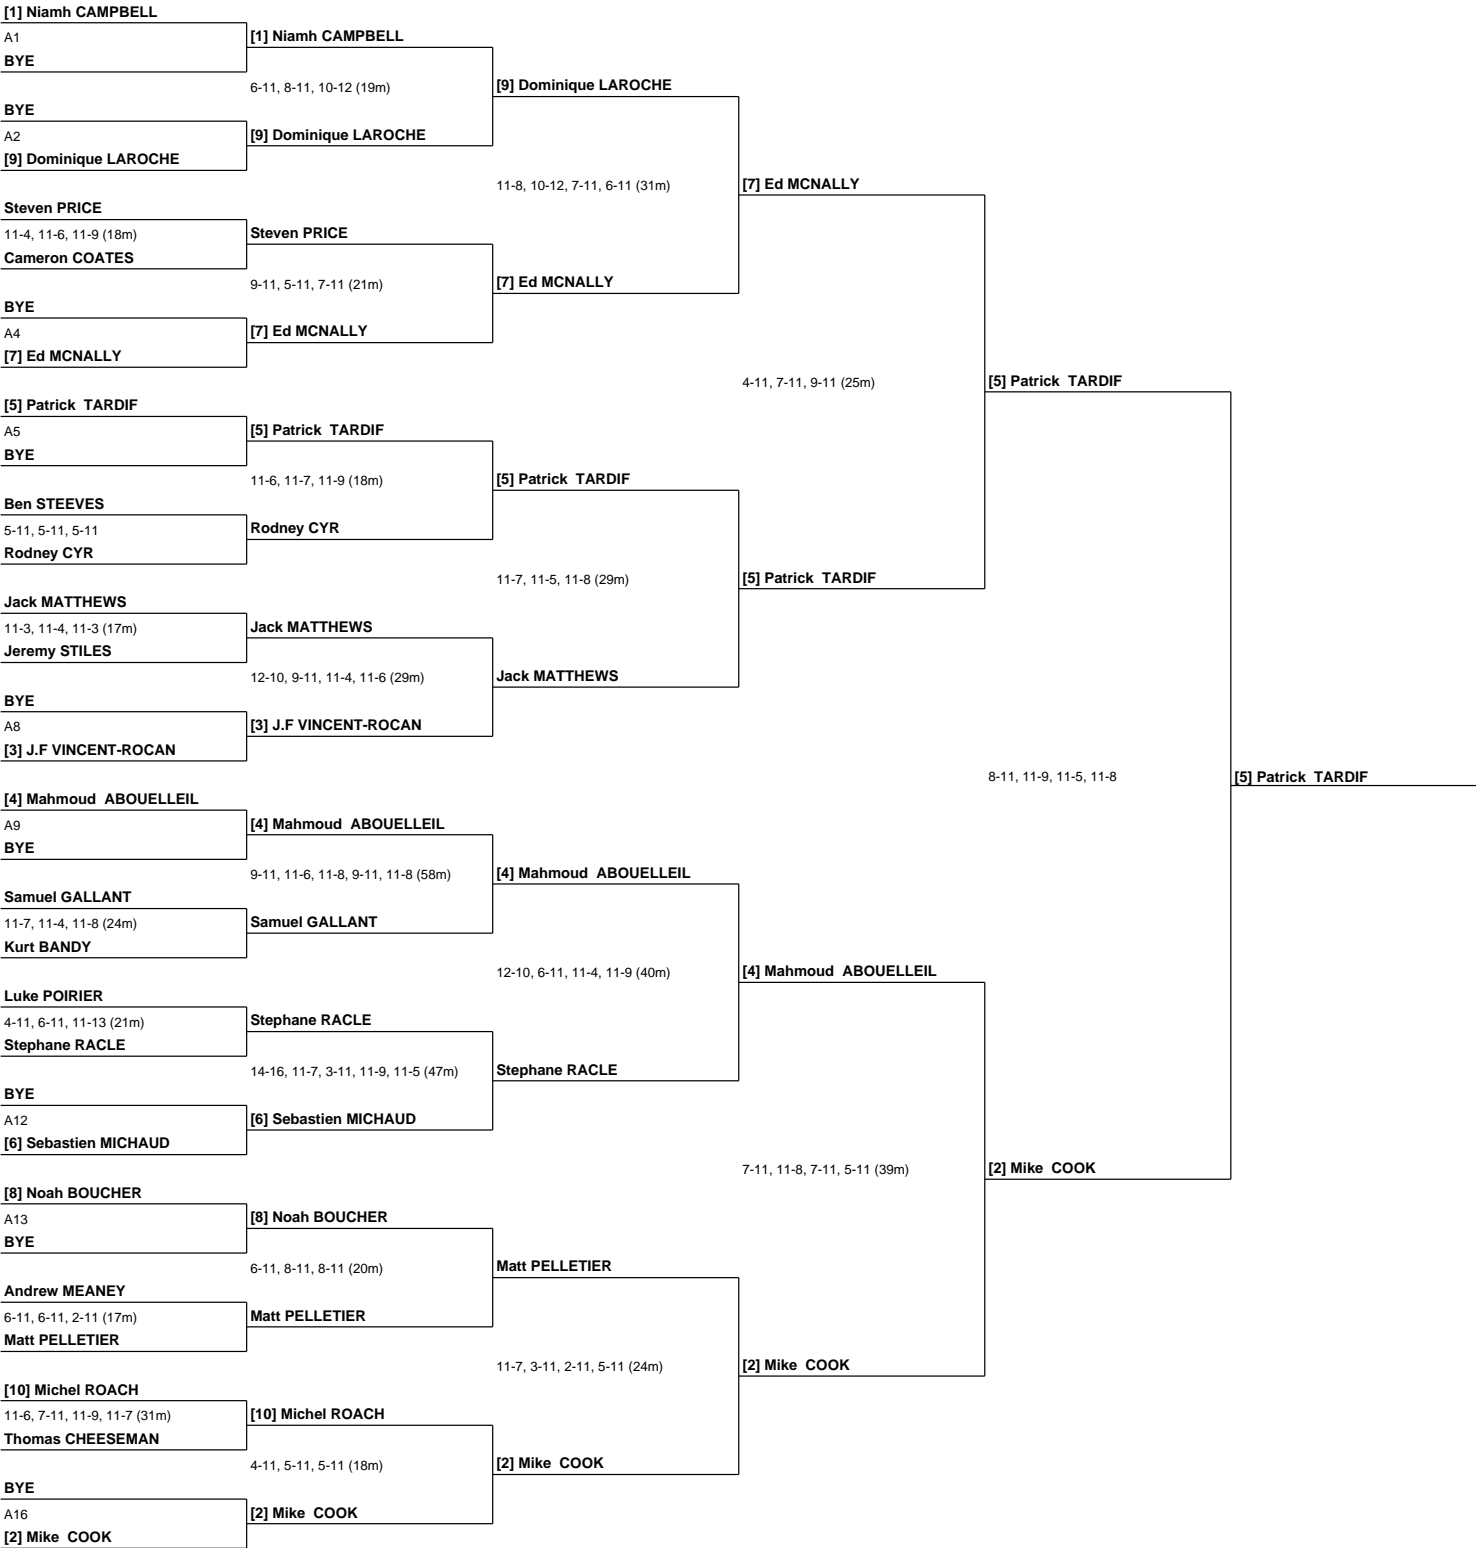 [1] Niamh CAMPBELL
A1
BYE
BYE
A2
[9] Dominique LAROCHE
Steven PRICE
11-4, 11-6, 11-9 (18m)
Cameron COATES
BYE
A4
[7] Ed MCNALLY
[5] Patrick TARDIF
A5
BYE
Ben STEEVES
5-11, 5-11, 5-11
Rodney CYR
Jack MATTHEWS
11-3, 11-4, 11-3 (17m)
Jeremy STILES
BYE
A8
[3] J.F VINCENT-ROCAN
[4] Mahmoud ABOUELLEIL
A9
BYE
Samuel GALLANT
11-7, 11-4, 11-8 (24m)
Kurt BANDY
Luke POIRIER
4-11, 6-11, 11-13 (21m)
Stephane RACLE
BYE
A12
[6] Sebastien MICHAUD
[8] Noah BOUCHER
A13
BYE
Andrew MEANEY
6-11, 6-11, 2-11 (17m)
Matt PELLETIER
[10] Michel ROACH
11-6, 7-11, 11-9, 11-7 (31m)
Thomas CHEESEMAN
BYE
A16
[2] Mike COOK
[1] Niamh CAMPBELL
6-11, 8-11, 10-12 (19m)
[9] Dominique LAROCHE
Steven PRICE
9-11, 5-11, 7-11 (21m)
[7] Ed MCNALLY
[5] Patrick TARDIF
11-6, 11-7, 11-9 (18m)
Rodney CYR
Jack MATTHEWS
12-10, 9-11, 11-4, 11-6 (29m)
[3] J.F VINCENT-ROCAN
[4] Mahmoud ABOUELLEIL
9-11, 11-6, 11-8, 9-11, 11-8 (58m)
Samuel GALLANT
Stephane RACLE
14-16, 11-7, 3-11, 11-9, 11-5 (47m)
[6] Sebastien MICHAUD
[8] Noah BOUCHER
6-11, 8-11, 8-11 (20m)
Matt PELLETIER
[10] Michel ROACH
4-11, 5-11, 5-11 (18m)
[2] Mike COOK
[9] Dominique LAROCHE
11-8, 10-12, 7-11, 6-11 (31m)
[7] Ed MCNALLY
[5] Patrick TARDIF
11-7, 11-5, 11-8 (29m)
Jack MATTHEWS
[4] Mahmoud ABOUELLEIL
12-10, 6-11, 11-4, 11-9 (40m)
Stephane RACLE
Matt PELLETIER
11-7, 3-11, 2-11, 5-11 (24m)
[2] Mike COOK
[7] Ed MCNALLY
4-11, 7-11, 9-11 (25m)
[5] Patrick TARDIF
[4] Mahmoud ABOUELLEIL
7-11, 11-8, 7-11, 5-11 (39m)
[2] Mike COOK
[5] Patrick TARDIF
8-11, 11-9, 11-5, 11-8
[2] Mike COOK
[5] Patrick TARDIF